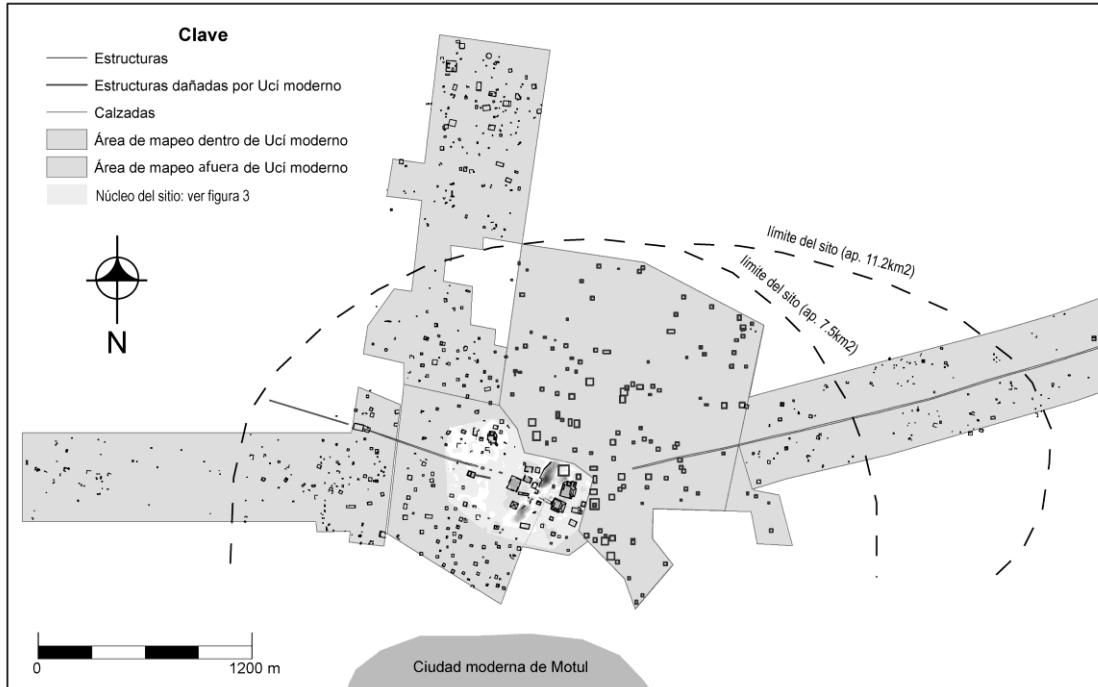 Clave
Estructuras
Estructuras dañadas por Ucí moderno
Calzadas
Área de mapeo dentro de Ucí moderno
Área de mapeo afuera de Ucí moderno
Núcleo del sitio: ver figura 3
N
límite del sito (ap. 11.2km2)
límite del sito (ap. 7.5km2)
0
1200 m
Ciudad moderna de Motul